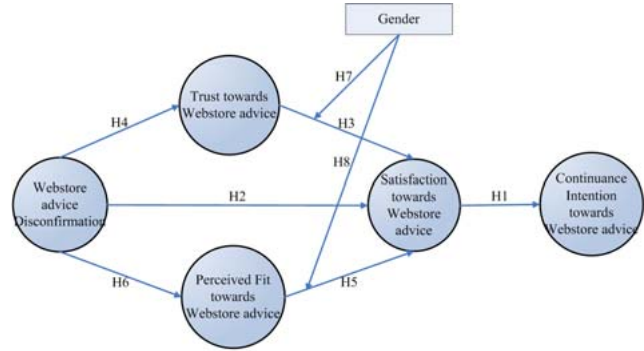 Gender
H7
Trust towards
Webstore advice
H4
H3
H8
Webstore
advice
Disconfirmation
H2
Satisfaction
towards
Webstore
advice
H1
Continuance
Intention
towards
Webstore advice
H6
Perceived Fit
towards
Webstore advice
H5